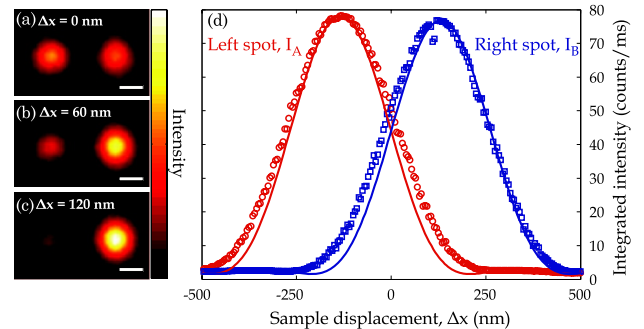 (a) Δx = 0 nm
(b) Δx = 60 nm
(c) Δx = 120 nm
Intensity
(d)
Left spot, I_A
Right spot, I_B
80
70
60
50
40
30
20
10
0
Integrated intensity (counts/ms)
-500 -250 0 250 500
Sample displacement, Δx (nm)